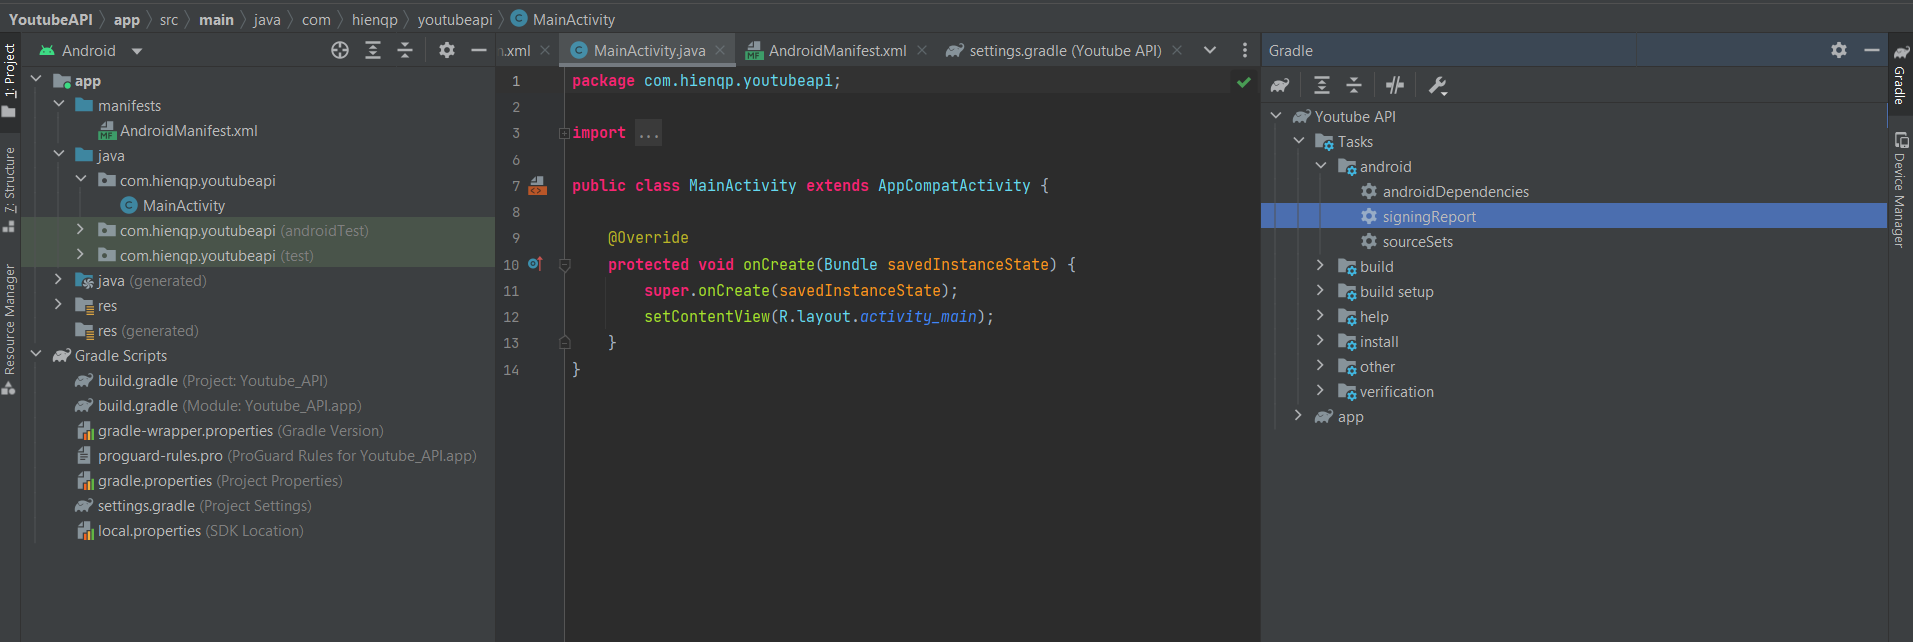 YoutubeAPI app src main java com hienqp youtubeapi MainActivity
1: Project
7: Structure
Resource Manager
Android
app
manifests
AndroidManifest.xml
java
com.hienqp.youtubeapi
MainActivity
com.hienqp.youtubeapi (androidTest)
com.hienqp.youtubeapi (test)
java (generated)
res
res (generated)
Gradle Scripts
build.gradle (Project: Youtube_API)
build.gradle (Module: Youtube_API.app)
gradle-wrapper.properties (Gradle Version)
proguard-rules.pro (ProGuard Rules for Youtube_API.app)
gradle.properties (Project Properties)
settings.gradle (Project Settings)
local.properties (SDK Location)
n.xml MainActivity.java AndroidManifest.xml settings.gradle (Youtube API)
1 package com.hienqp.youtubeapi;
2
3 import ...
6
7 public class MainActivity extends AppCompatActivity {
8
9 @Override
10 protected void onCreate(Bundle savedInstanceState) {
11 super.onCreate(savedInstanceState);
12 setContentView(R.layout.activity_main);
13 }
14 }
Gradle
Youtube API
Tasks
android
androidDependencies
signingReport
sourceSets
build
build setup
help
install
other
verification
app
Gradle
Device Manager